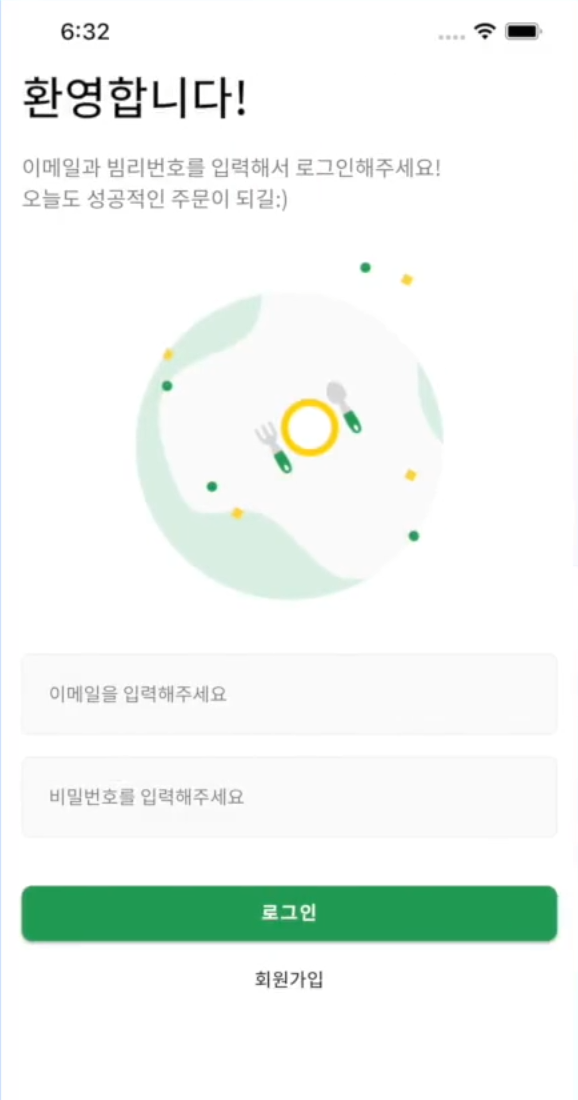 6:32
환영합니다!
이메일과 빔리번호를 입력해서 로그인해주세요!
오늘도 성공적인 주문이 되길:)
이메일을 입력해주세요
비밀번호를 입력해주세요
로그인
회원가입